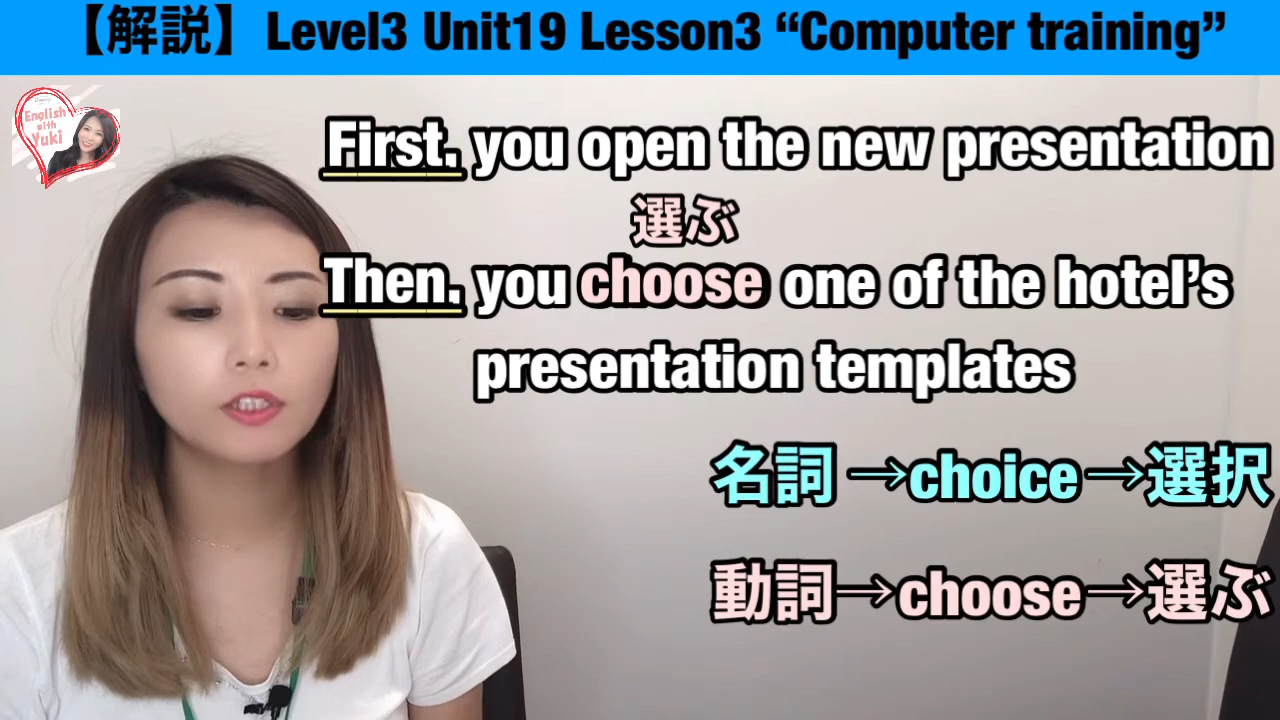 【解説】Level3 Unit19 Lesson3 “Computer training”
English
with
Yuki
First. you open the new presentation
選ぶ
Then. you choose one of the hotel’s
presentation templates
名詞→choice→選択
動詞→choose→選ぶ